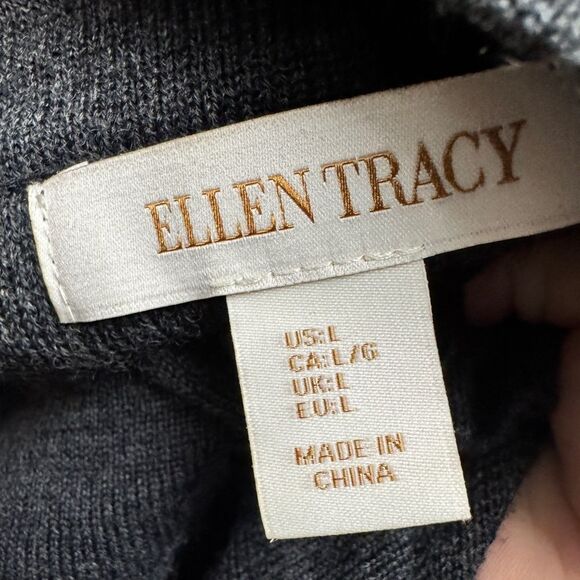 ELLEN TRACY
US:L
CA:L/G
UK:L
EU:L
MADE IN
CHINA